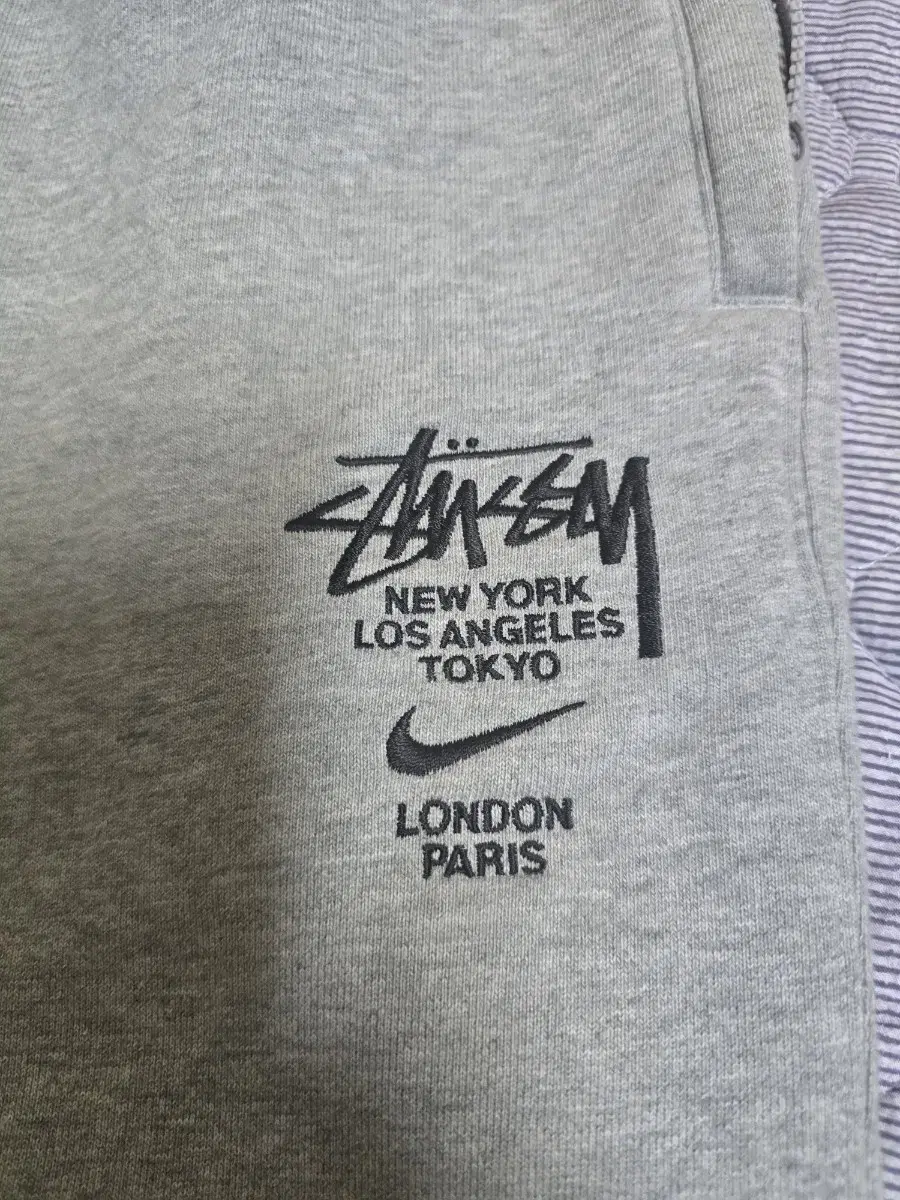 Stüssy
NEW YORK
LOS ANGELES
TOKYO
LONDON
PARIS